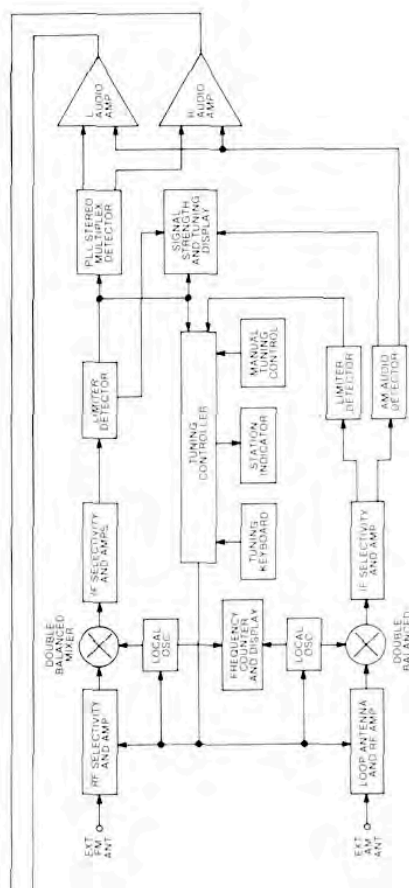 EXT
FM
ANT
RF SELECTIVITY
AND AMP
DOUBLE
BALANCED
MIXER
IF SELECTIVITY
AND AMPS
LIMITER
DETECTOR
PLL STEREO
MULTIPLEX
DETECTOR
L
AUDIO
AMP
R
AUDIO
AMP
LOCAL
OSC
SIGNAL
STRENGTH
AND TUNING
DISPLAY
TUNING
CONTROLLER
FREQUENCY
COUNTER
AND DISPLAY
TUNING
KEYBOARD
STATION
INDICATOR
MANUAL
TUNING
CONTROL
LOCAL
OSC
LIMITER
DETECTOR
AM AUDIO
DETECTOR
EXT
AM
ANT
LOOP ANTENNA
AND RF AMP
IF SELECTIVITY
AND AMP
DOUBLE BALANCED